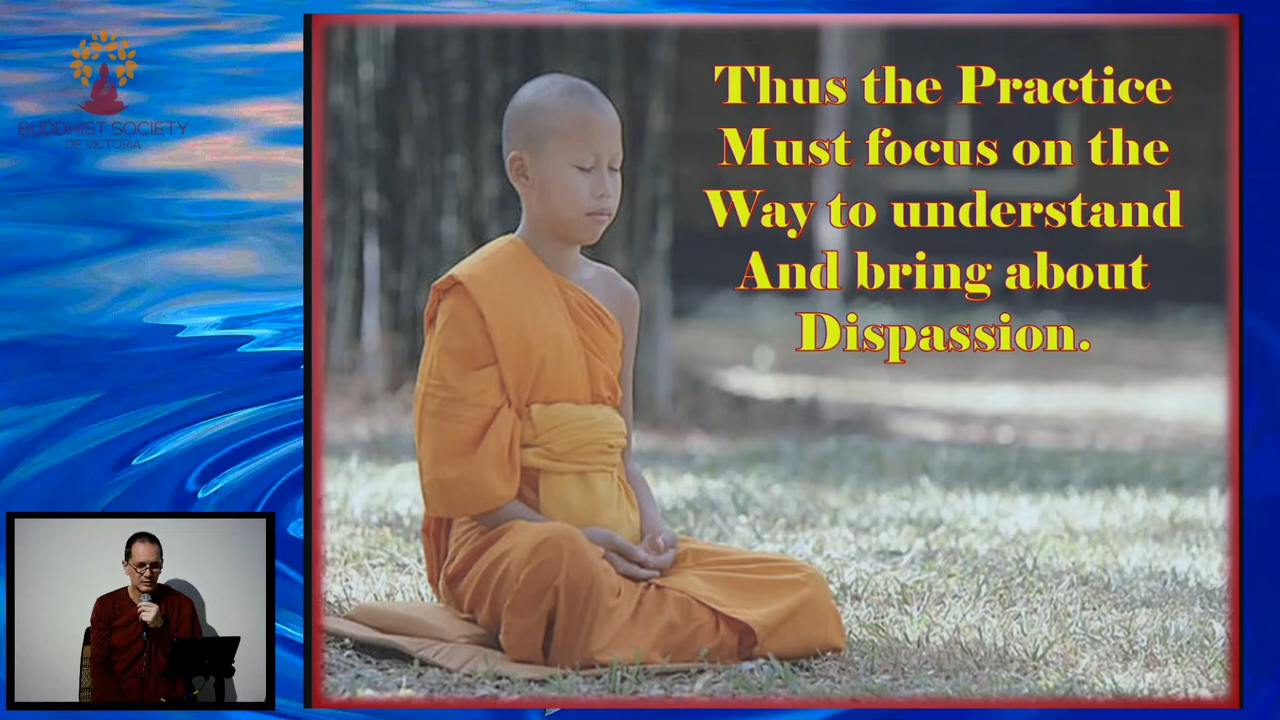 BUDDHIST SOCIETY
OF VICTORIA
Thus the Practice
Must focus on the
Way to understand
And bring about
Dispassion.